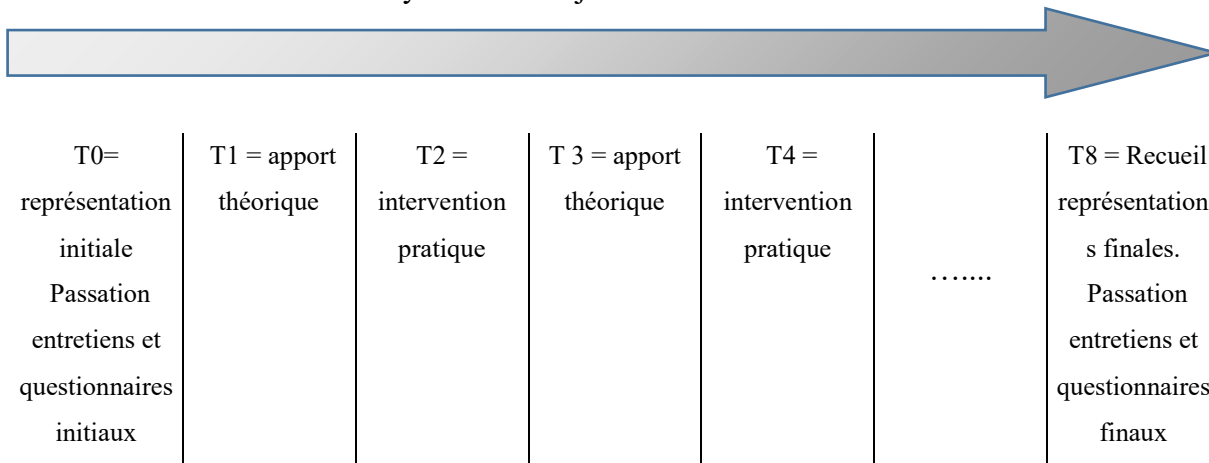 T0=
représentation
initiale
Passation
entretiens et
questionnaires
initiaux
T1 = apport
théorique
T2 =
intervention
pratique
T 3 = apport
théorique
T4 =
intervention
pratique
…....
T8 = Recueil
représentation
s finales.
Passation
entretiens et
questionnaires
finaux